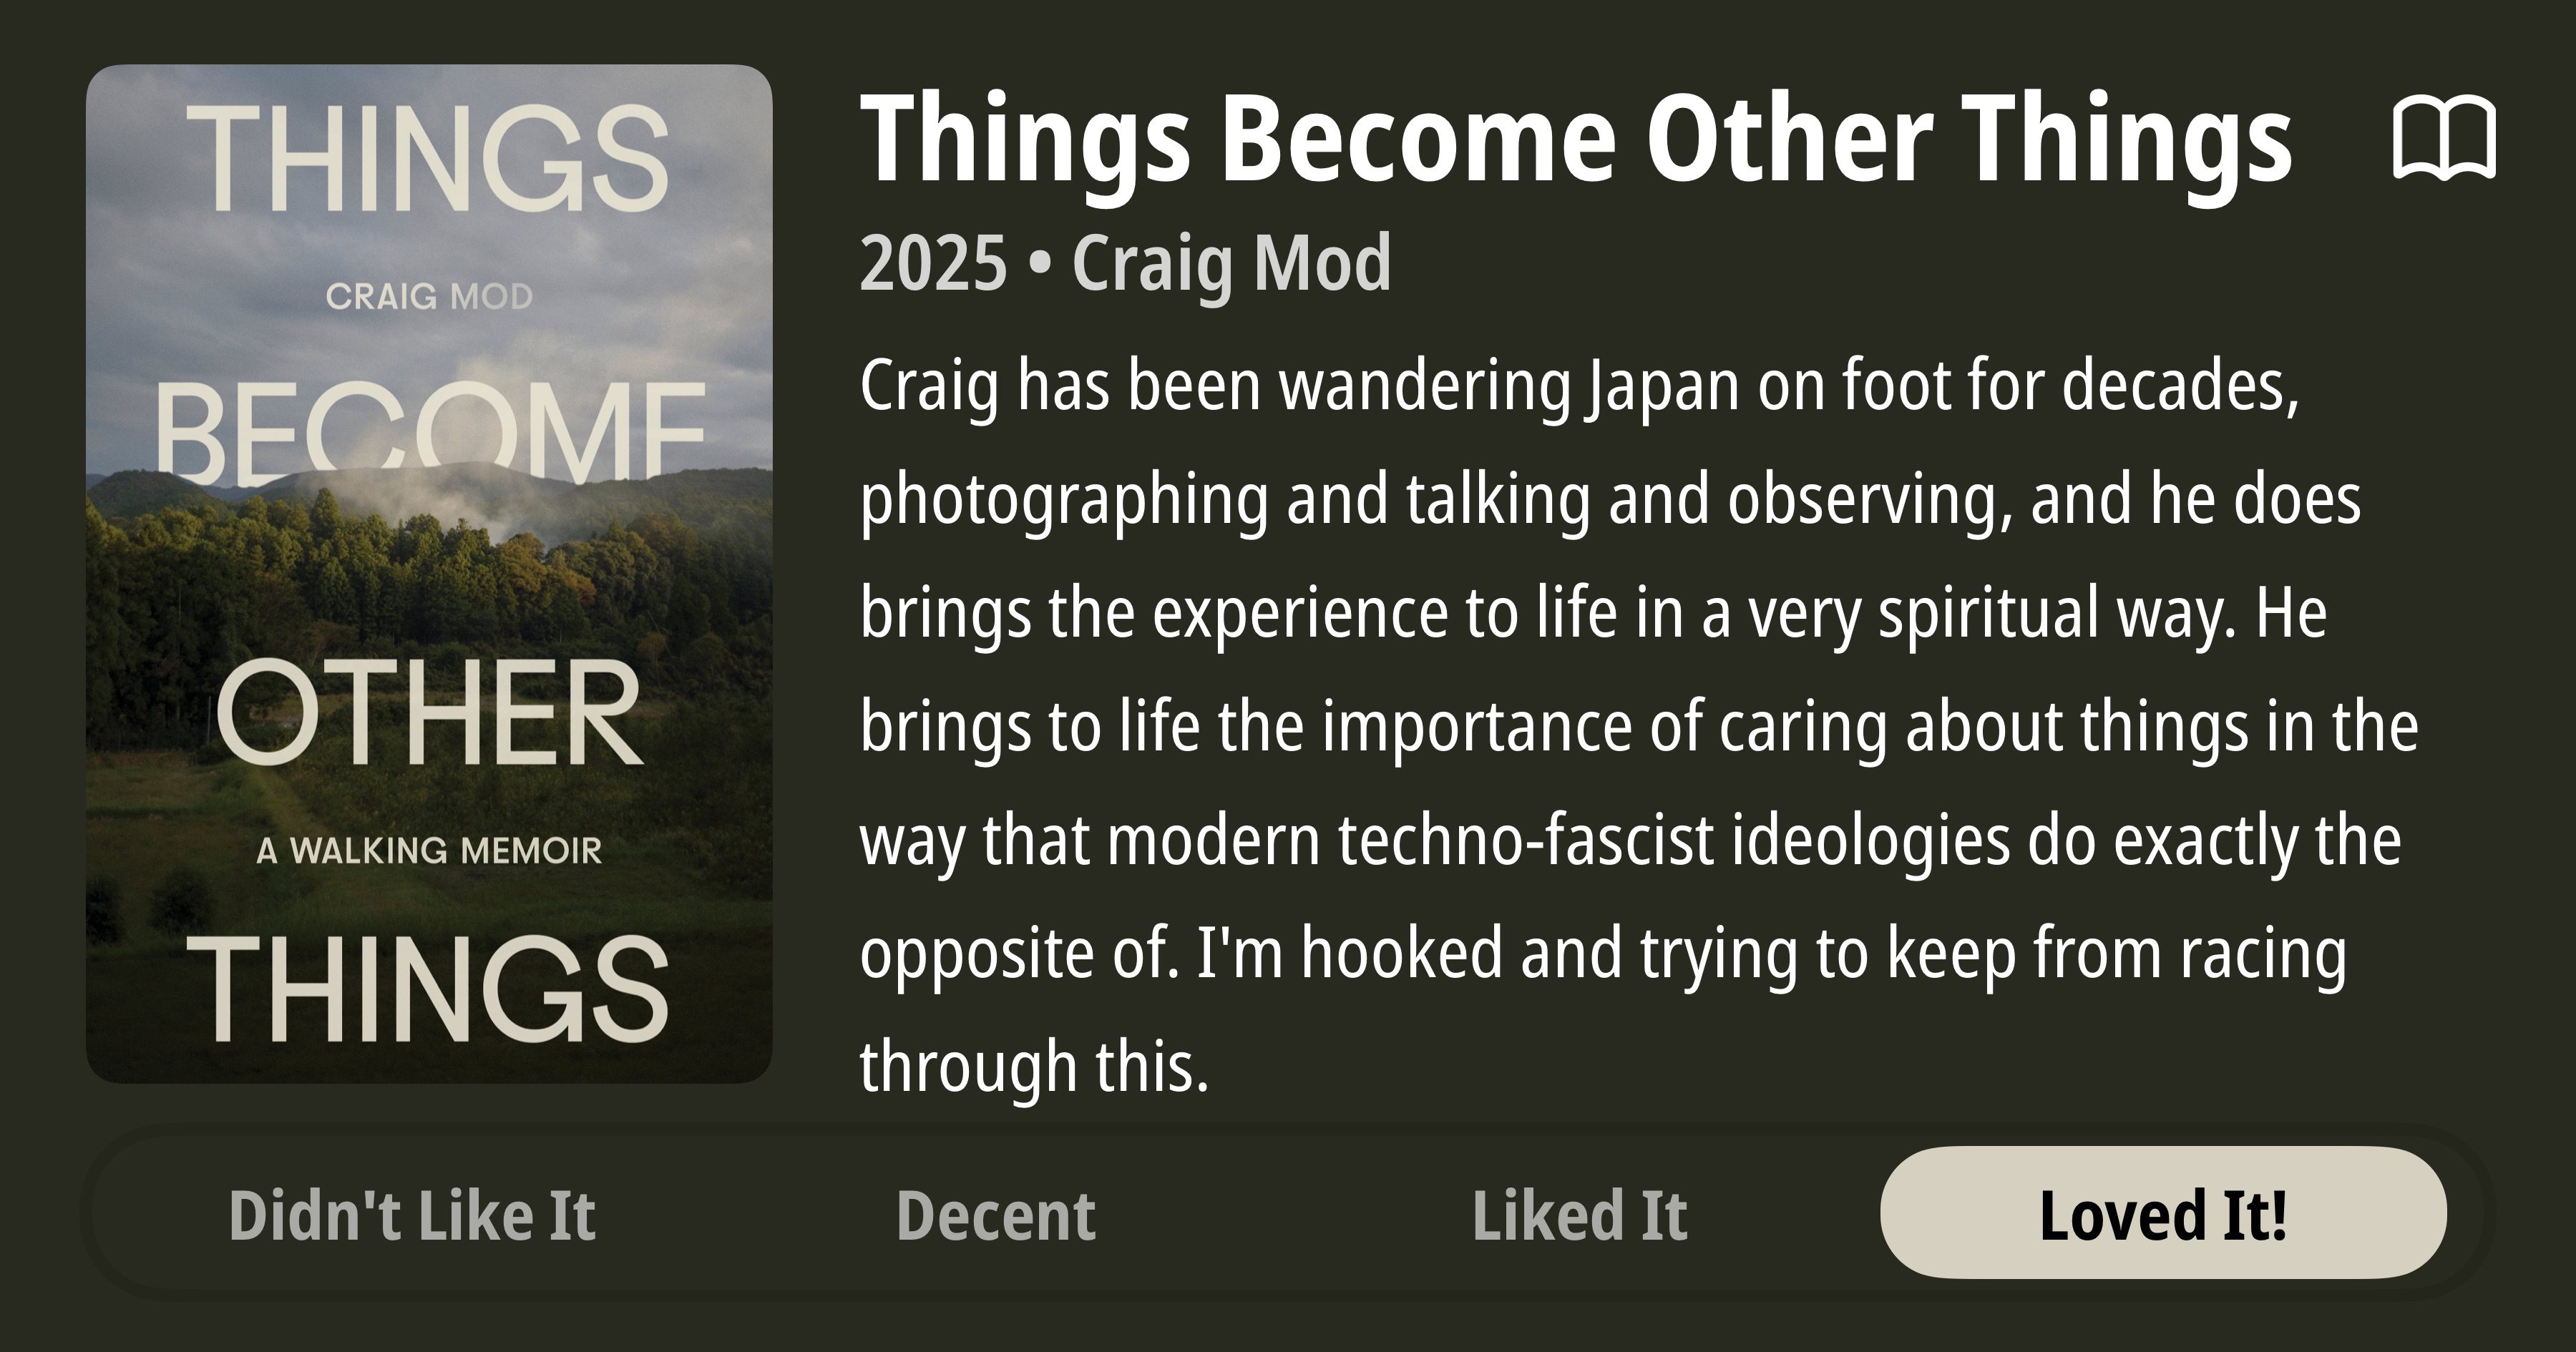 THINGS
CRAIG MOD
BECOME
OTHER
A WALKING MEMOIR
THINGS
Things Become Other Things
2025 • Craig Mod
Craig has been wandering Japan on foot for decades,
photographing and talking and observing, and he does
brings the experience to life in a very spiritual way. He
brings to life the importance of caring about things in the
way that modern techno-fascist ideologies do exactly the
opposite of. I'm hooked and trying to keep from racing
through this.
Didn't Like It
Decent
Liked It
Loved It!